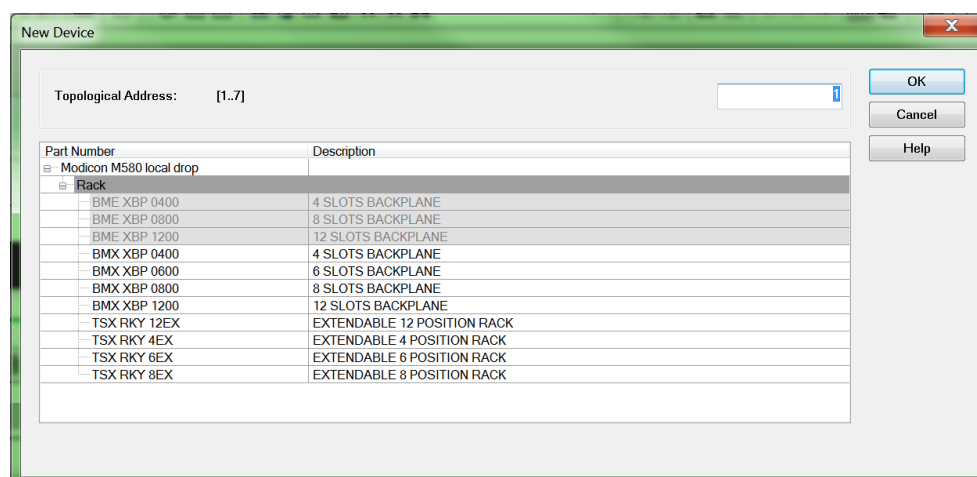 New Device
Topological Address: [1..7] 1
OK
Cancel
Help
Part Number Description
Modicon M580 local drop
Rack
BME XBP 0400 4 SLOTS BACKPLANE
BME XBP 0800 8 SLOTS BACKPLANE
BME XBP 1200 12 SLOTS BACKPLANE
BMX XBP 0400 4 SLOTS BACKPLANE
BMX XBP 0600 6 SLOTS BACKPLANE
BMX XBP 0800 8 SLOTS BACKPLANE
BMX XBP 1200 12 SLOTS BACKPLANE
TSX RKY 12EX EXTENDABLE 12 POSITION RACK
TSX RKY 4EX EXTENDABLE 4 POSITION RACK
TSX RKY 6EX EXTENDABLE 6 POSITION RACK
TSX RKY 8EX EXTENDABLE 8 POSITION RACK